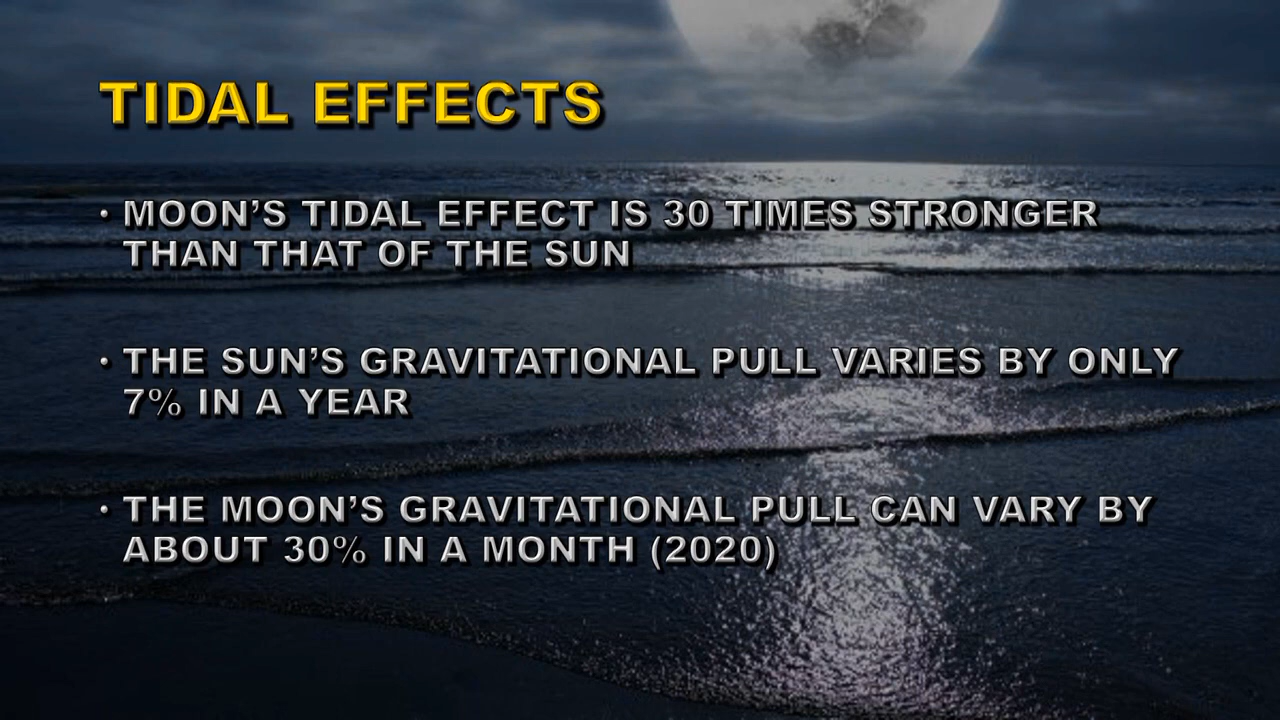 TIDAL EFFECTS
• MOON’S TIDAL EFFECT IS 30 TIMES STRONGER
THAN THAT OF THE SUN
• THE SUN’S GRAVITATIONAL PULL VARIES BY ONLY
7% IN A YEAR
• THE MOON’S GRAVITATIONAL PULL CAN VARY BY
ABOUT 30% IN A MONTH (2020)